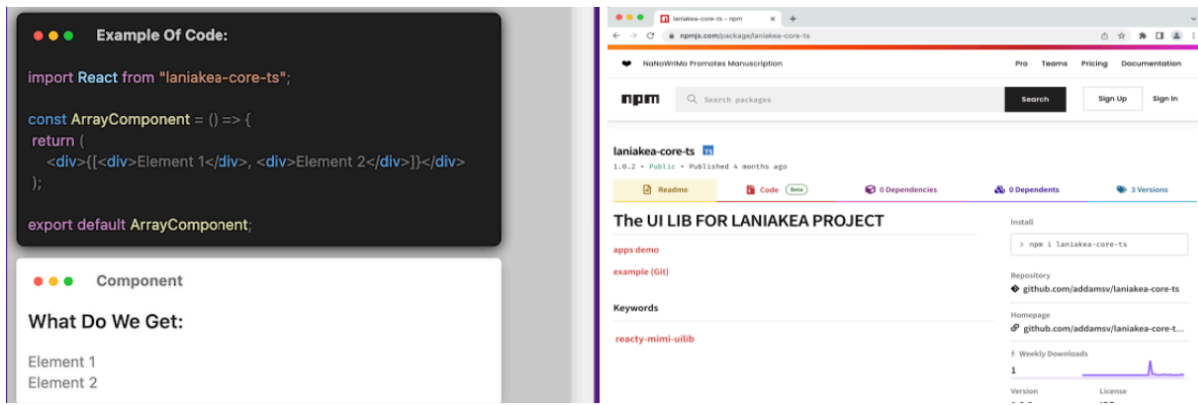 Example Of Code:
import React from "laniakea-core-ts";
const ArrayComponent = () => {
return (
<div>{[<div>Element 1</div>, <div>Element 2</div>]}</div>
);
export default ArrayComponent;
Component
What Do We Get:
Element 1
Element 2
laniakea-core-ts - npm
npmjs.com/package/laniakea-core-ts
NaNoWriMo Promotes Manuscription
Pro Teams Pricing Documentation
npm
Search packages
Search
Sign Up
Sign In
laniakea-core-ts TS
1.0.2 • Public • Published 4 months ago
Readme
Code Beta
0 Dependencies
0 Dependents
3 Versions
The UI LIB FOR LANIAKEA PROJECT
apps demo
example (Git)
Keywords
reacty-mimi-uilib
Install
> npm i laniakea-core-ts
Repository
github.com/addamsv/laniakea-core-ts
Homepage
github.com/addamsv/laniakea-core-t...
Weekly Downloads
1
Version
License